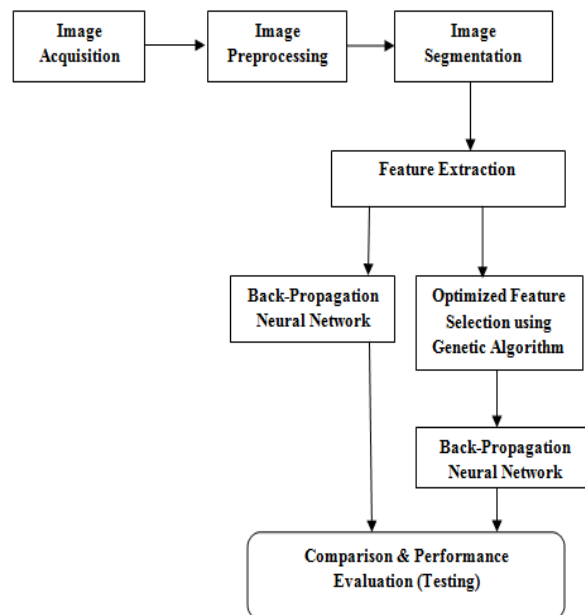 Image
Acquisition
Image
Preprocessing
Image
Segmentation
Feature Extraction
Back-Propagation
Neural Network
Optimized Feature
Selection using
Genetic Algorithm
Back-Propagation
Neural Network
Comparison & Performance
Evaluation (Testing)